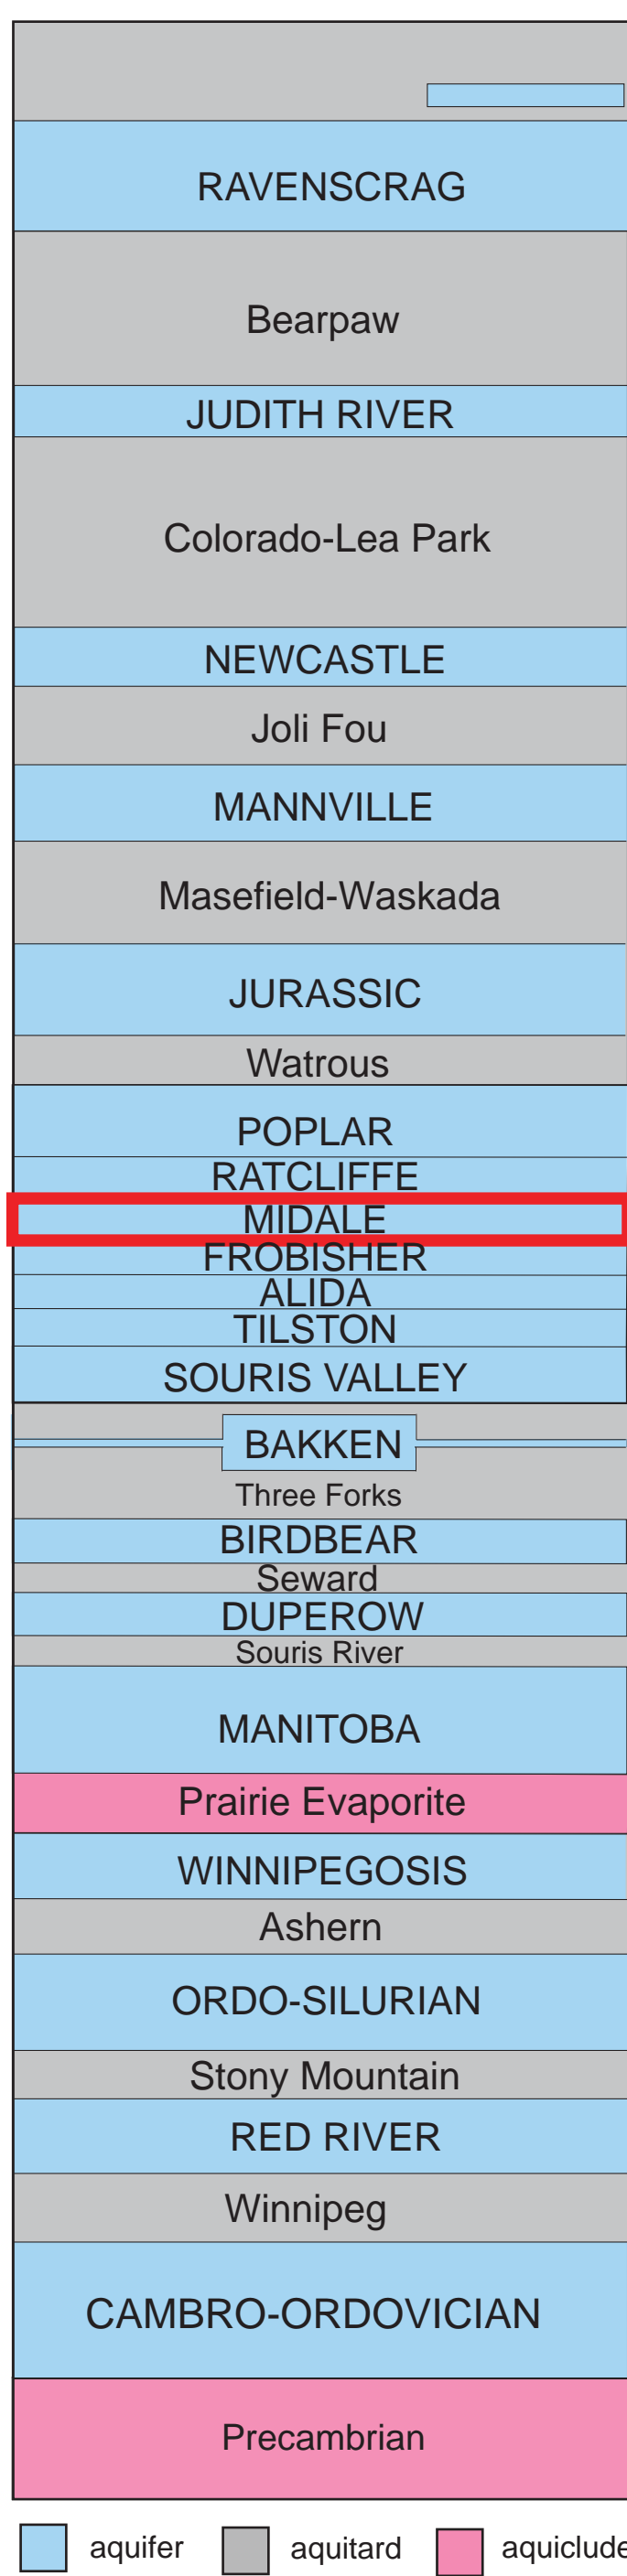 RAVENSCRAG
Bearpaw
JUDITH RIVER
Colorado-Lea Park
NEWCASTLE
Joli Fou
MANNVILLE
Masefield-Waskada
JURASSIC
Watrous
POPLAR
RATCLIFFE
MIDALE
FROBISHER
ALIDA
TILSTON
SOURIS VALLEY
BAKKEN
Three Forks
BIRDBEAR
Seward
DUPEROW
Souris River
MANITOBA
Prairie Evaporite
WINNIPEGOSIS
Ashern
ORDO-SILURIAN
Stony Mountain
RED RIVER
Winnipeg
CAMBRO-ORDOVICIAN
Precambrian
aquifer aquitard aquiclude